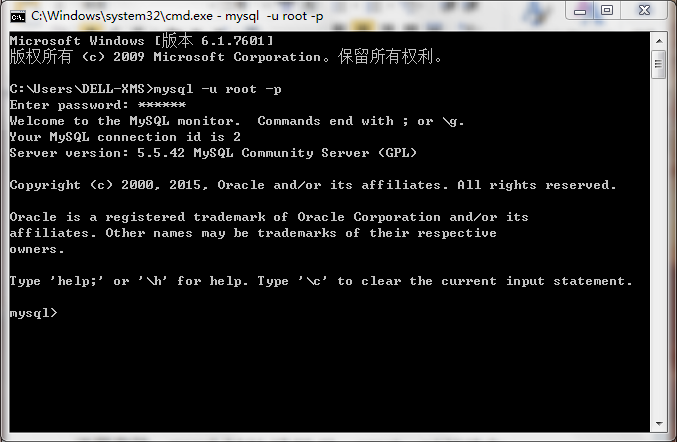 C:\Windows\system32\cmd.exe - mysql  -u root -p
Microsoft Windows [版本 6.1.7601]
版权所有 (c) 2009 Microsoft Corporation。保留所有权利。
C:\Users\DELL-XMS>mysql -u root -p
Enter password: ******
Welcome to the MySQL monitor.  Commands end with ; or \g.
Your MySQL connection id is 2
Server version: 5.5.42 MySQL Community Server (GPL)
Copyright (c) 2000, 2015, Oracle and/or its affiliates. All rights reserved.
Oracle is a registered trademark of Oracle Corporation and/or its
affiliates. Other names may be trademarks of their respective
owners.
Type 'help;' or '\h' for help. Type '\c' to clear the current input statement.
mysql>